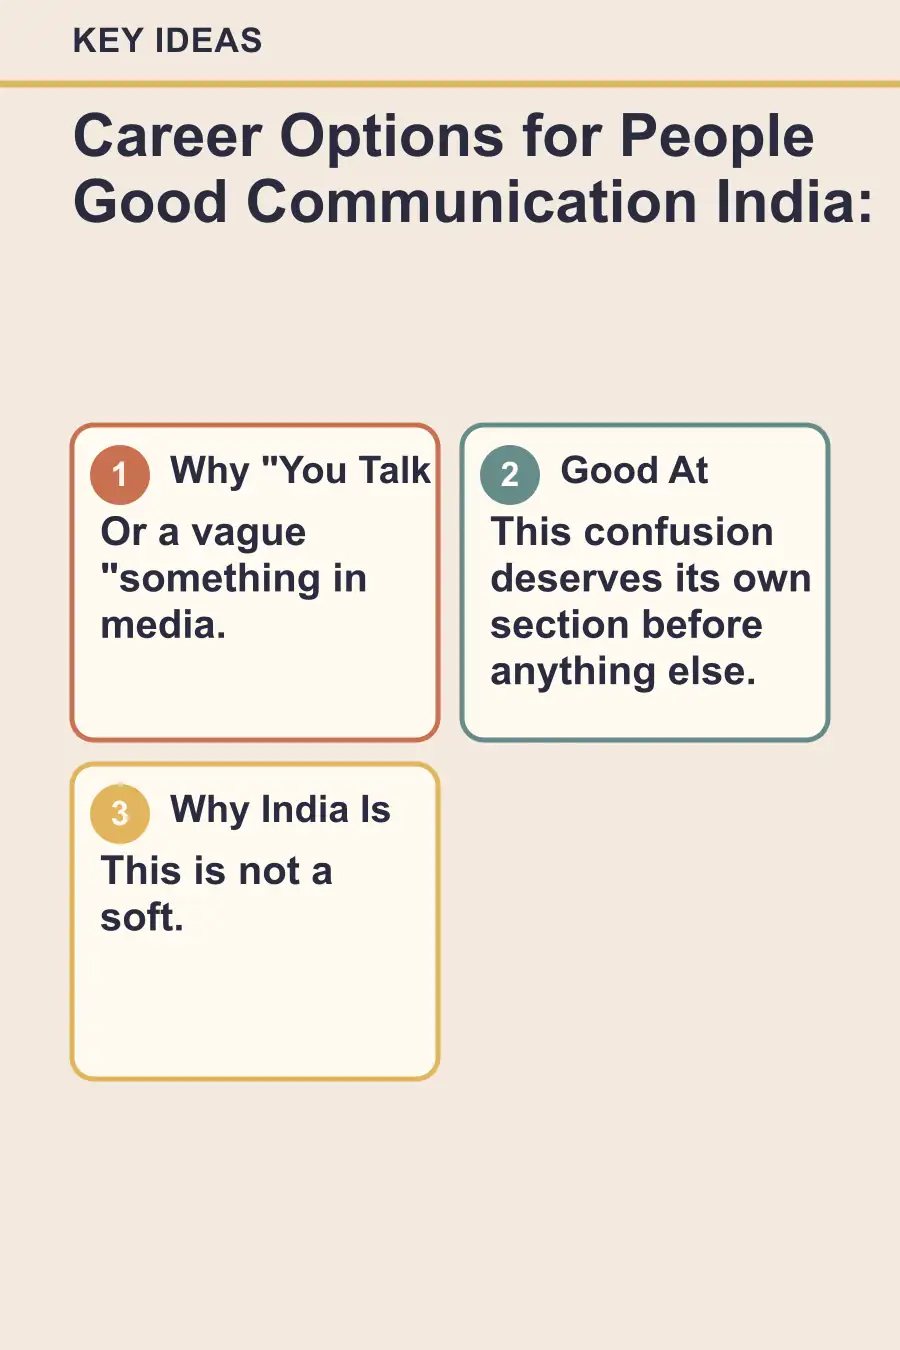 KEY IDEAS
Career Options for People
Good Communication India:
1 Why "You Talk
Or a vague
"something in
media.
2 Good At
This confusion
deserves its own
section before
anything else.
3 Why India Is
This is not a
soft.